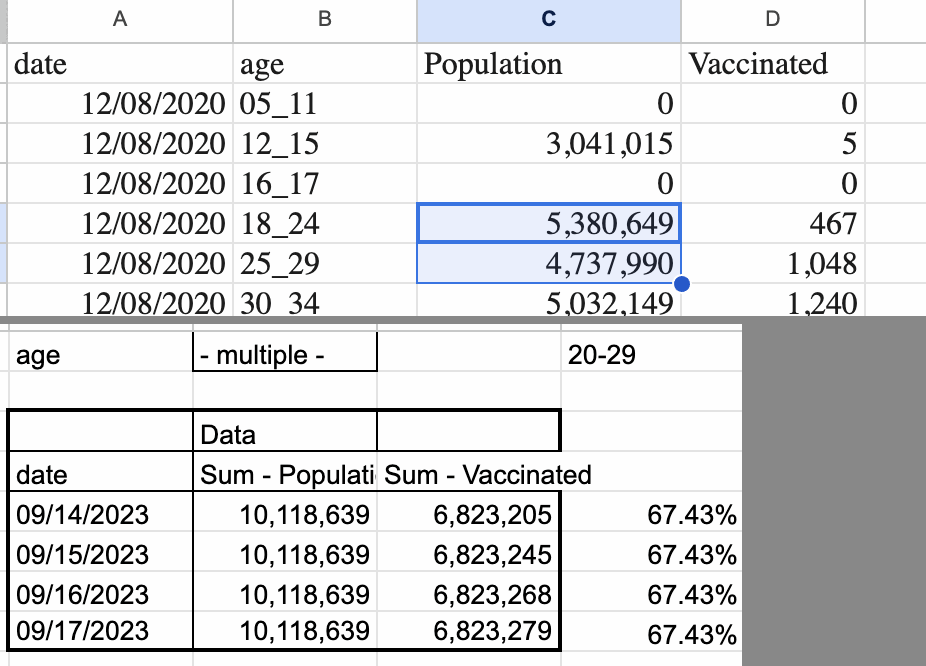 A B C D
date age Population Vaccinated
12/08/2020 05_11 0 0
12/08/2020 12_15 3,041,015 5
12/08/2020 16_17 0 0
12/08/2020 18_24 5,380,649 467
12/08/2020 25_29 4,737,990 1,048
12/08/2020 30_34 5,032,149 1,240
age - multiple - 20-29
Data
date Sum - Populati Sum - Vaccinated
09/14/2023 10,118,639 6,823,205 67.43%
09/15/2023 10,118,639 6,823,245 67.43%
09/16/2023 10,118,639 6,823,268 67.43%
09/17/2023 10,118,639 6,823,279 67.43%